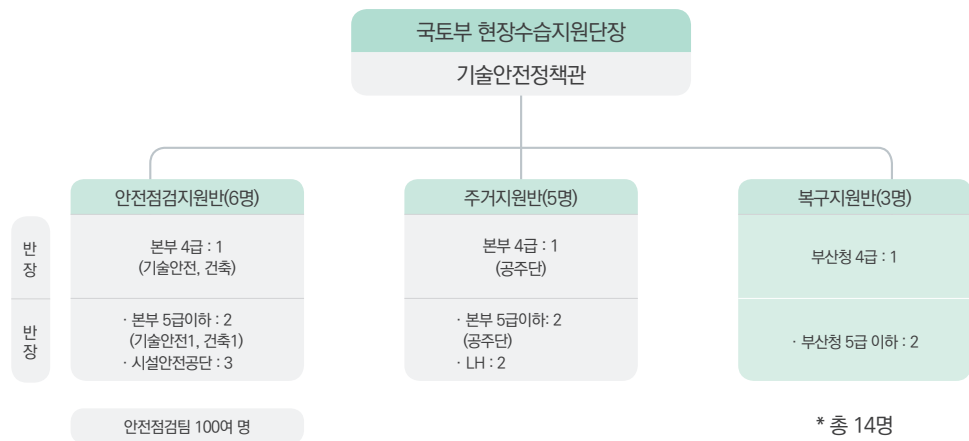 국토부 현장수습지원단장
기술안전정책관
안전점검지원반(6명)
주거지원반(5명)
복구지원반(3명)
반
장
본부 4급 : 1
(기술안전, 건축)
본부 4급 : 1
(공주단)
부산청 4급 : 1
반
장
· 본부 5급이하 : 2
(기술안전1, 건축1)
· 시설안전공단 : 3
· 본부 5급이하: 2
(공주단)
· LH : 2
· 부산청 5급 이하 : 2
안전점검팀 100여 명
* 총 14명